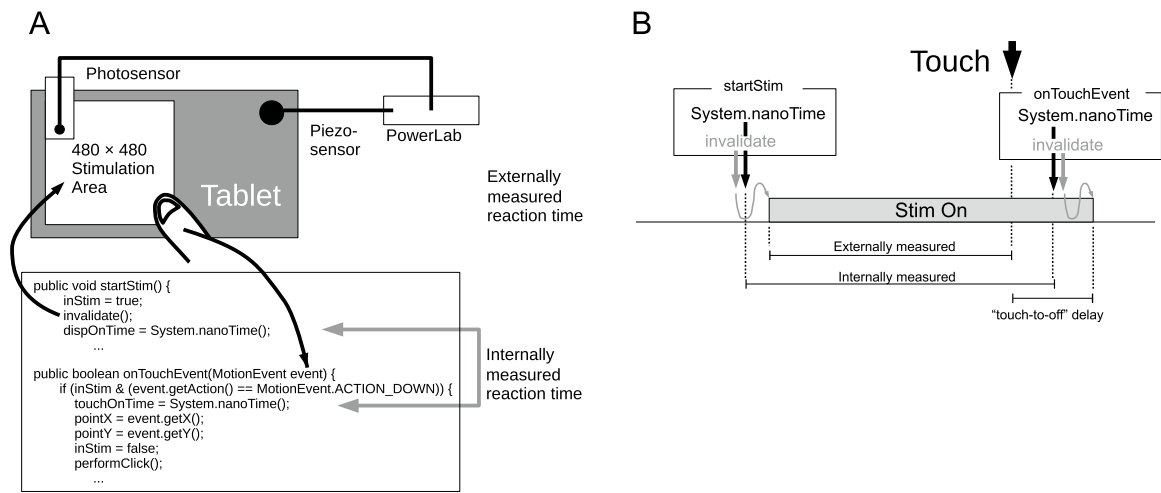 A
Photosensor
480 × 480
Stimulation
Area
Tablet
Piezo-
sensor
PowerLab
Externally
measured
reaction time
public void startStim() {
inStim = true;
invalidate();
dispOnTime = System.nanoTime();
...
public boolean onTouchEvent(MotionEvent event) {
if (inStim & (event.getAction() == MotionEvent.ACTION_DOWN)) {
touchOnTime = System.nanoTime();
pointX = event.getX();
pointY = event.getY();
inStim = false;
performClick();
...
Internally
measured
reaction time
B
Touch
startStim
System.nanoTime
invalidate
onTouchEvent
System.nanoTime
invalidate
Stim On
Externally measured
Internally measured
“touch-to-off” delay